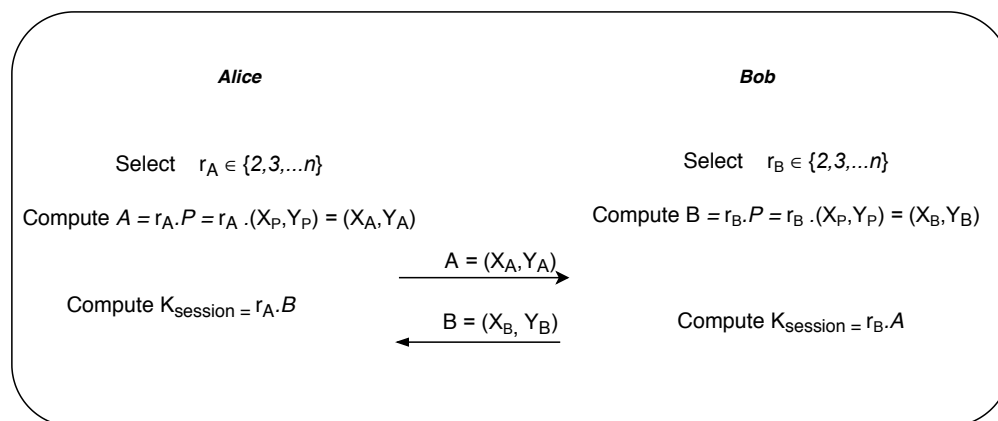 Alice
Bob
Select r_A ∈ {2,3,...n}
Select r_B ∈ {2,3,...n}
Compute A = r_A.P = r_A .(X_P,Y_P) = (X_A,Y_A)
Compute B = r_B.P = r_B .(X_P,Y_P) = (X_B,Y_B)
A = (X_A,Y_A)
Compute K_session = r_A.B
B = (X_B, Y_B)
Compute K_session = r_B.A